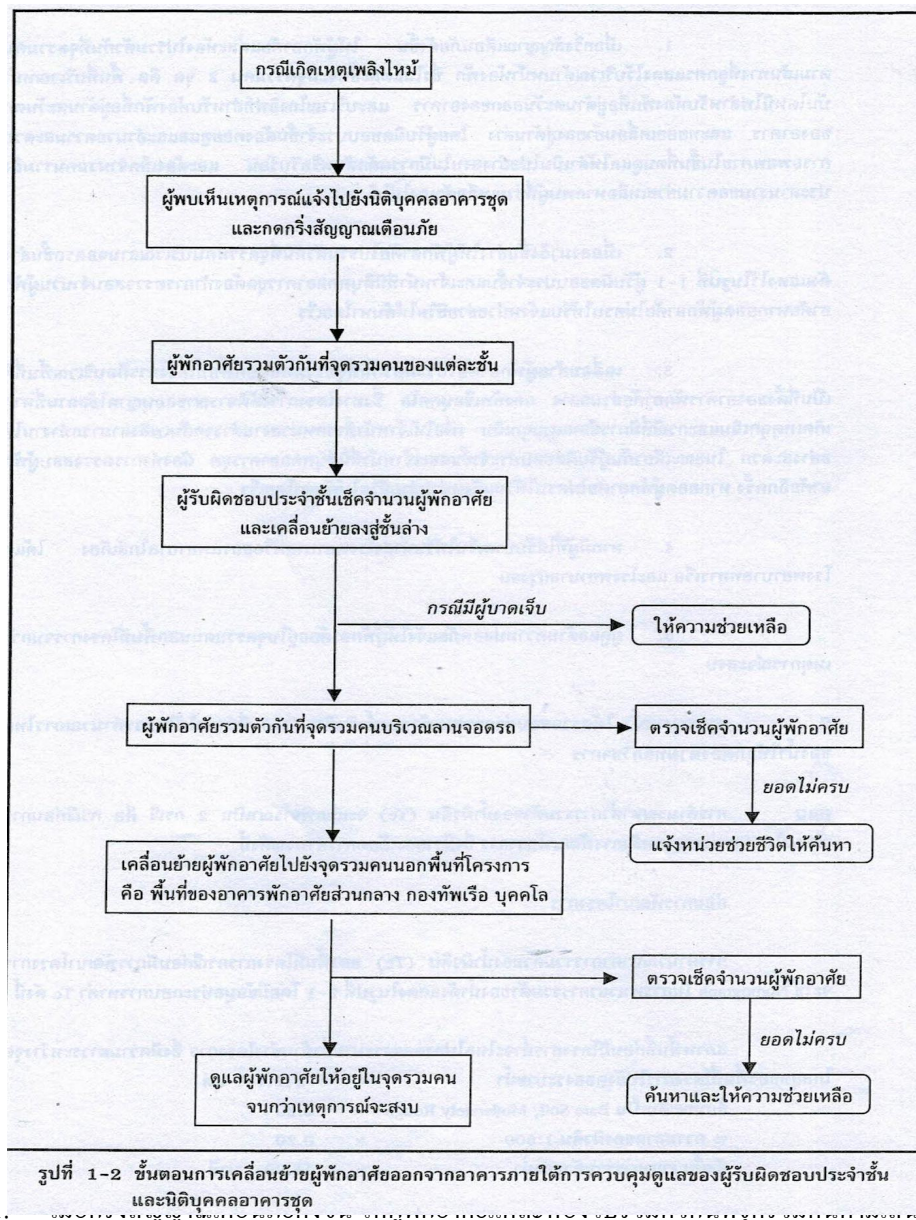 กรณีเกิดเหตุเพลิงไหม้
ผู้พบเห็นเหตุการณ์แจ้งไปยังนิติบุคคลอาคารชุด
และกดกริ่งสัญญาณเตือนภัย
ผู้พักอาศัยรวมตัวกันที่จุดรวมคนของแต่ละชั้น
ผู้รับผิดชอบประจำชั้นเช็คจำนวนผู้พักอาศัย
และเคลื่อนย้ายลงสู่ชั้นล่าง
กรณีมีผู้บาดเจ็บ
ให้ความช่วยเหลือ
ผู้พักอาศัยรวมตัวกันที่จุดรวมคนบริเวณลานจอดรถ
ตรวจเช็คจำนวนผู้พักอาศัย
ยอดไม่ครบ
แจ้งหน่วยช่วยชีวิตให้ค้นหา
เคลื่อนย้ายผู้พักอาศัยไปยังจุดรวมคนนอกพื้นที่โครงการ
คือ พื้นที่ของอาคารพักอาศัยส่วนกลาง กองทัพเรือ บุคคโล
ตรวจเช็คจำนวนผู้พักอาศัย
ยอดไม่ครบ
ดูแลผู้พักอาศัยให้อยู่ในจุดรวมคน
จนกว่าเหตุการณ์จะสงบ
ค้นหาและให้ความช่วยเหลือ
รูปที่ 1-2 ขั้นตอนการเคลื่อนย้ายผู้พักอาศัยออกจากอาคารภายใต้การควบคุมดูแลของผู้รับผิดชอบประจำชั้น
และนิติบุคคลอาคารชุด